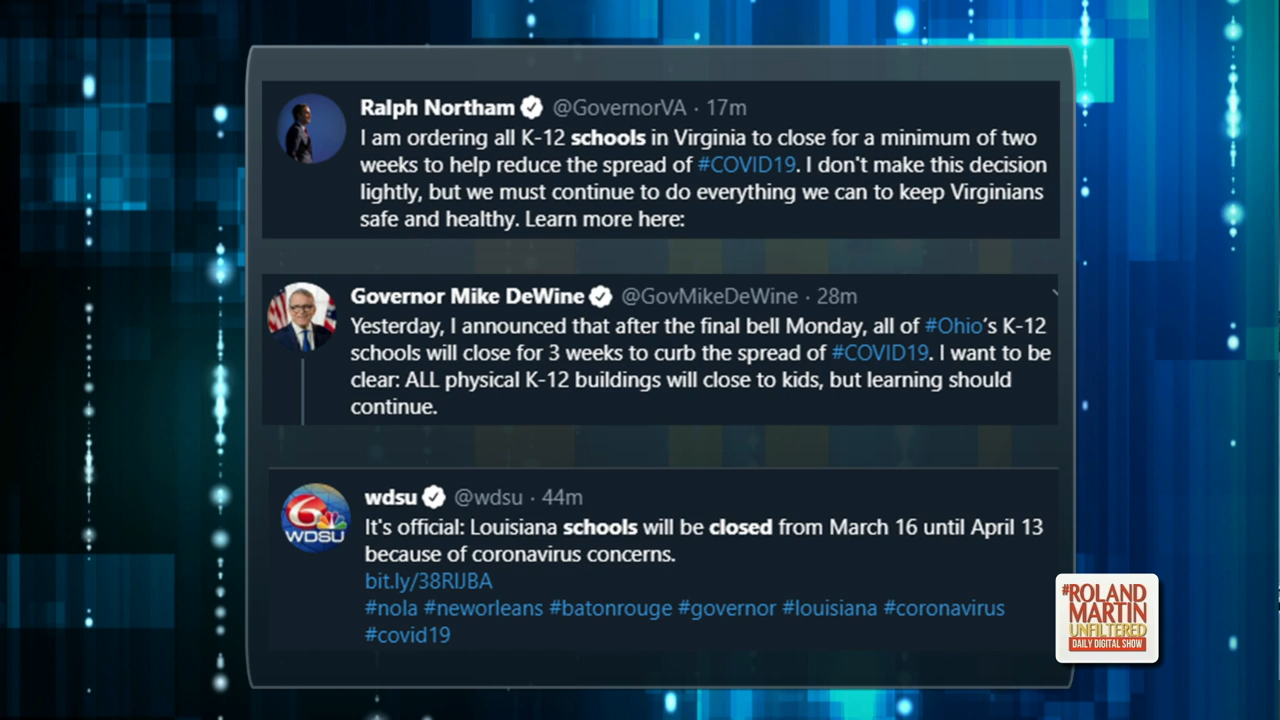 Ralph Northam @GovernorVA · 17m
I am ordering all K-12 schools in Virginia to close for a minimum of two
weeks to help reduce the spread of #COVID19. I don't make this decision
lightly, but we must continue to do everything we can to keep Virginians
safe and healthy. Learn more here:
Governor Mike DeWine @GovMikeDeWine · 28m
Yesterday, I announced that after the final bell Monday, all of #Ohio's K-12
schools will close for 3 weeks to curb the spread of #COVID19. I want to be
clear: ALL physical K-12 buildings will close to kids, but learning should
continue.
6
WDSU
wdsu @wdsu · 44m
It's official: Louisiana schools will be closed from March 16 until April 13
because of coronavirus concerns.
bit.ly/38RIJBA
#nola #neworleans #batonrouge #governor #louisiana #coronavirus
#covid19
#ROLAND
MARTIN
UNFILTERED
DAILY DIGITAL SHOW